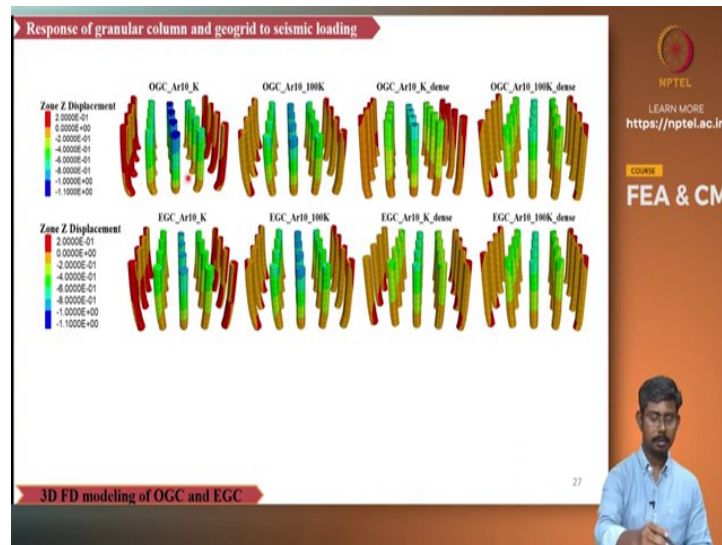 Response of granular column and geogrid to seismic loading
OGC_Ar10_K
OGC_Ar10_100K
OGC_Ar10_K_dense
OGC_Ar10_100K_dense
Zone Z Displacement
2.0000E-01
0.0000E+00
-2.0000E-01
-4.0000E-01
-6.0000E-01
-8.0000E-01
-1.0000E+00
-1.1000E+00
EGC_Ar10_K
EGC_Ar10_100K
EGC_Ar10_K_dense
EGC_Ar10_100K_dense
Zone Z Displacement
2.0000E-01
0.0000E+00
-2.0000E-01
-4.0000E-01
-6.0000E-01
-8.0000E-01
-1.0000E+00
-1.1000E+00
27
3D FD modeling of OGC and EGC
NPTEL
LEARN MORE
https://nptel.ac.in
COURSE
FEA & CM